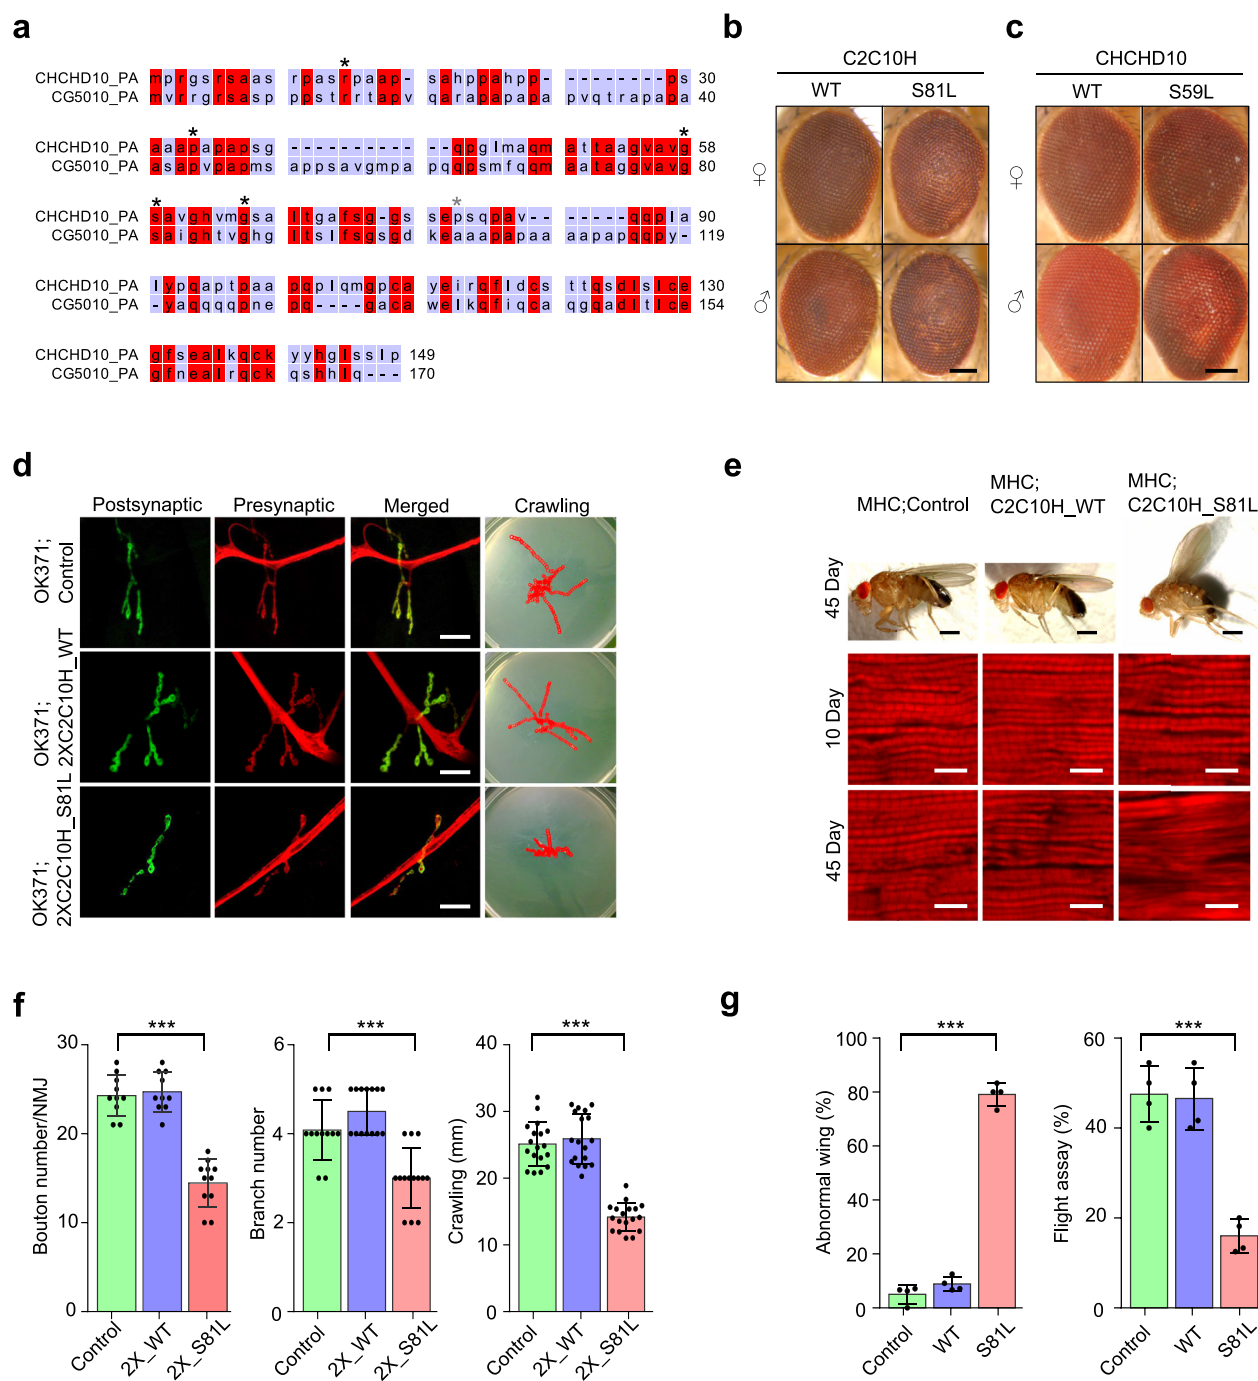 a
CHCHD10_PA mprgsrsaas rpasrpaap- sahppahpp- --------ps 30
CG5010_PA mvrrgrsasp ppstrrtapv qarapapapa pvqtrapapa 40
CHCHD10_PA aaapapapsg ---------- --qpglmaqm attaagvavg 58
CG5010_PA asapvpapms appsavgmpa pqqpsmfqqm aataggvavg 80
CHCHD10_PA savghvmgsa ltgafsg-gs sepsqpav-- -----qqpla 90
CG5010_PA saightvghg ltslfsgsgd keaaapapaa aapapqqpy- 119
CHCHD10_PA lypqaptpaa pqplqmgpca yeirqfldcs ttqsdlslce 130
CG5010_PA -yaqqqqpne pq----gaca welkqfiqca qgqadltlce 154
CHCHD10_PA gfsealkqck yyhglsslp 149
CG5010_PA gfnealrqck qshhlq--- 170
b
C2C10H
WT S81L
♀
♂
c
CHCHD10
WT S59L
♀
♂
d
Postsynaptic Presynaptic Merged Crawling
OK371;
Control
OK371;
2XC2C10H_WT
OK371;
2XC2C10H_S81L
e
MHC;Control
MHC;
C2C10H_WT
MHC;
C2C10H_S81L
45 Day
10 Day
45 Day
f
Bouton number/NMJ
30
20
10
0
***
Control 2X_WT 2X_S81L
Branch number
6
4
2
0
***
Control 2X_WT 2X_S81L
Crawling (mm)
40
30
20
10
0
***
Control 2X_WT 2X_S81L
g
Abnormal wing (%)
100
80
60
40
20
0
***
Control WT S81L
Flight assay (%)
60
40
20
0
***
Control WT S81L